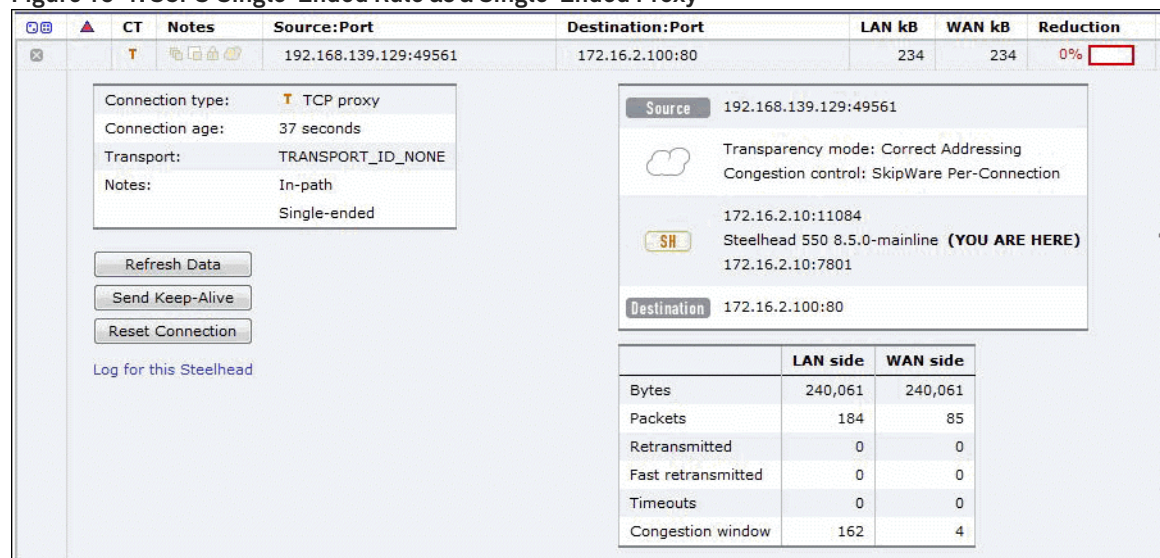 CT Notes Source:Port Destination:Port LAN kB WAN kB Reduction
T 192.168.139.129:49561 172.16.2.100:80 234 234 0%
Connection type: T TCP proxy
Connection age: 37 seconds
Transport: TRANSPORT_ID_NONE
Notes: In-path
Single-ended
Refresh Data
Send Keep-Alive
Reset Connection
Log for this Steelhead
Source 192.168.139.129:49561
Transparency mode: Correct Addressing
Congestion control: SkipWare Per-Connection
172.16.2.10:11084
SH Steelhead 550 8.5.0-mainline (YOU ARE HERE)
172.16.2.10:7801
Destination 172.16.2.100:80
LAN side WAN side
Bytes 240,061 240,061
Packets 184 85
Retransmitted 0 0
Fast retransmitted 0 0
Timeouts 0 0
Congestion window 162 4